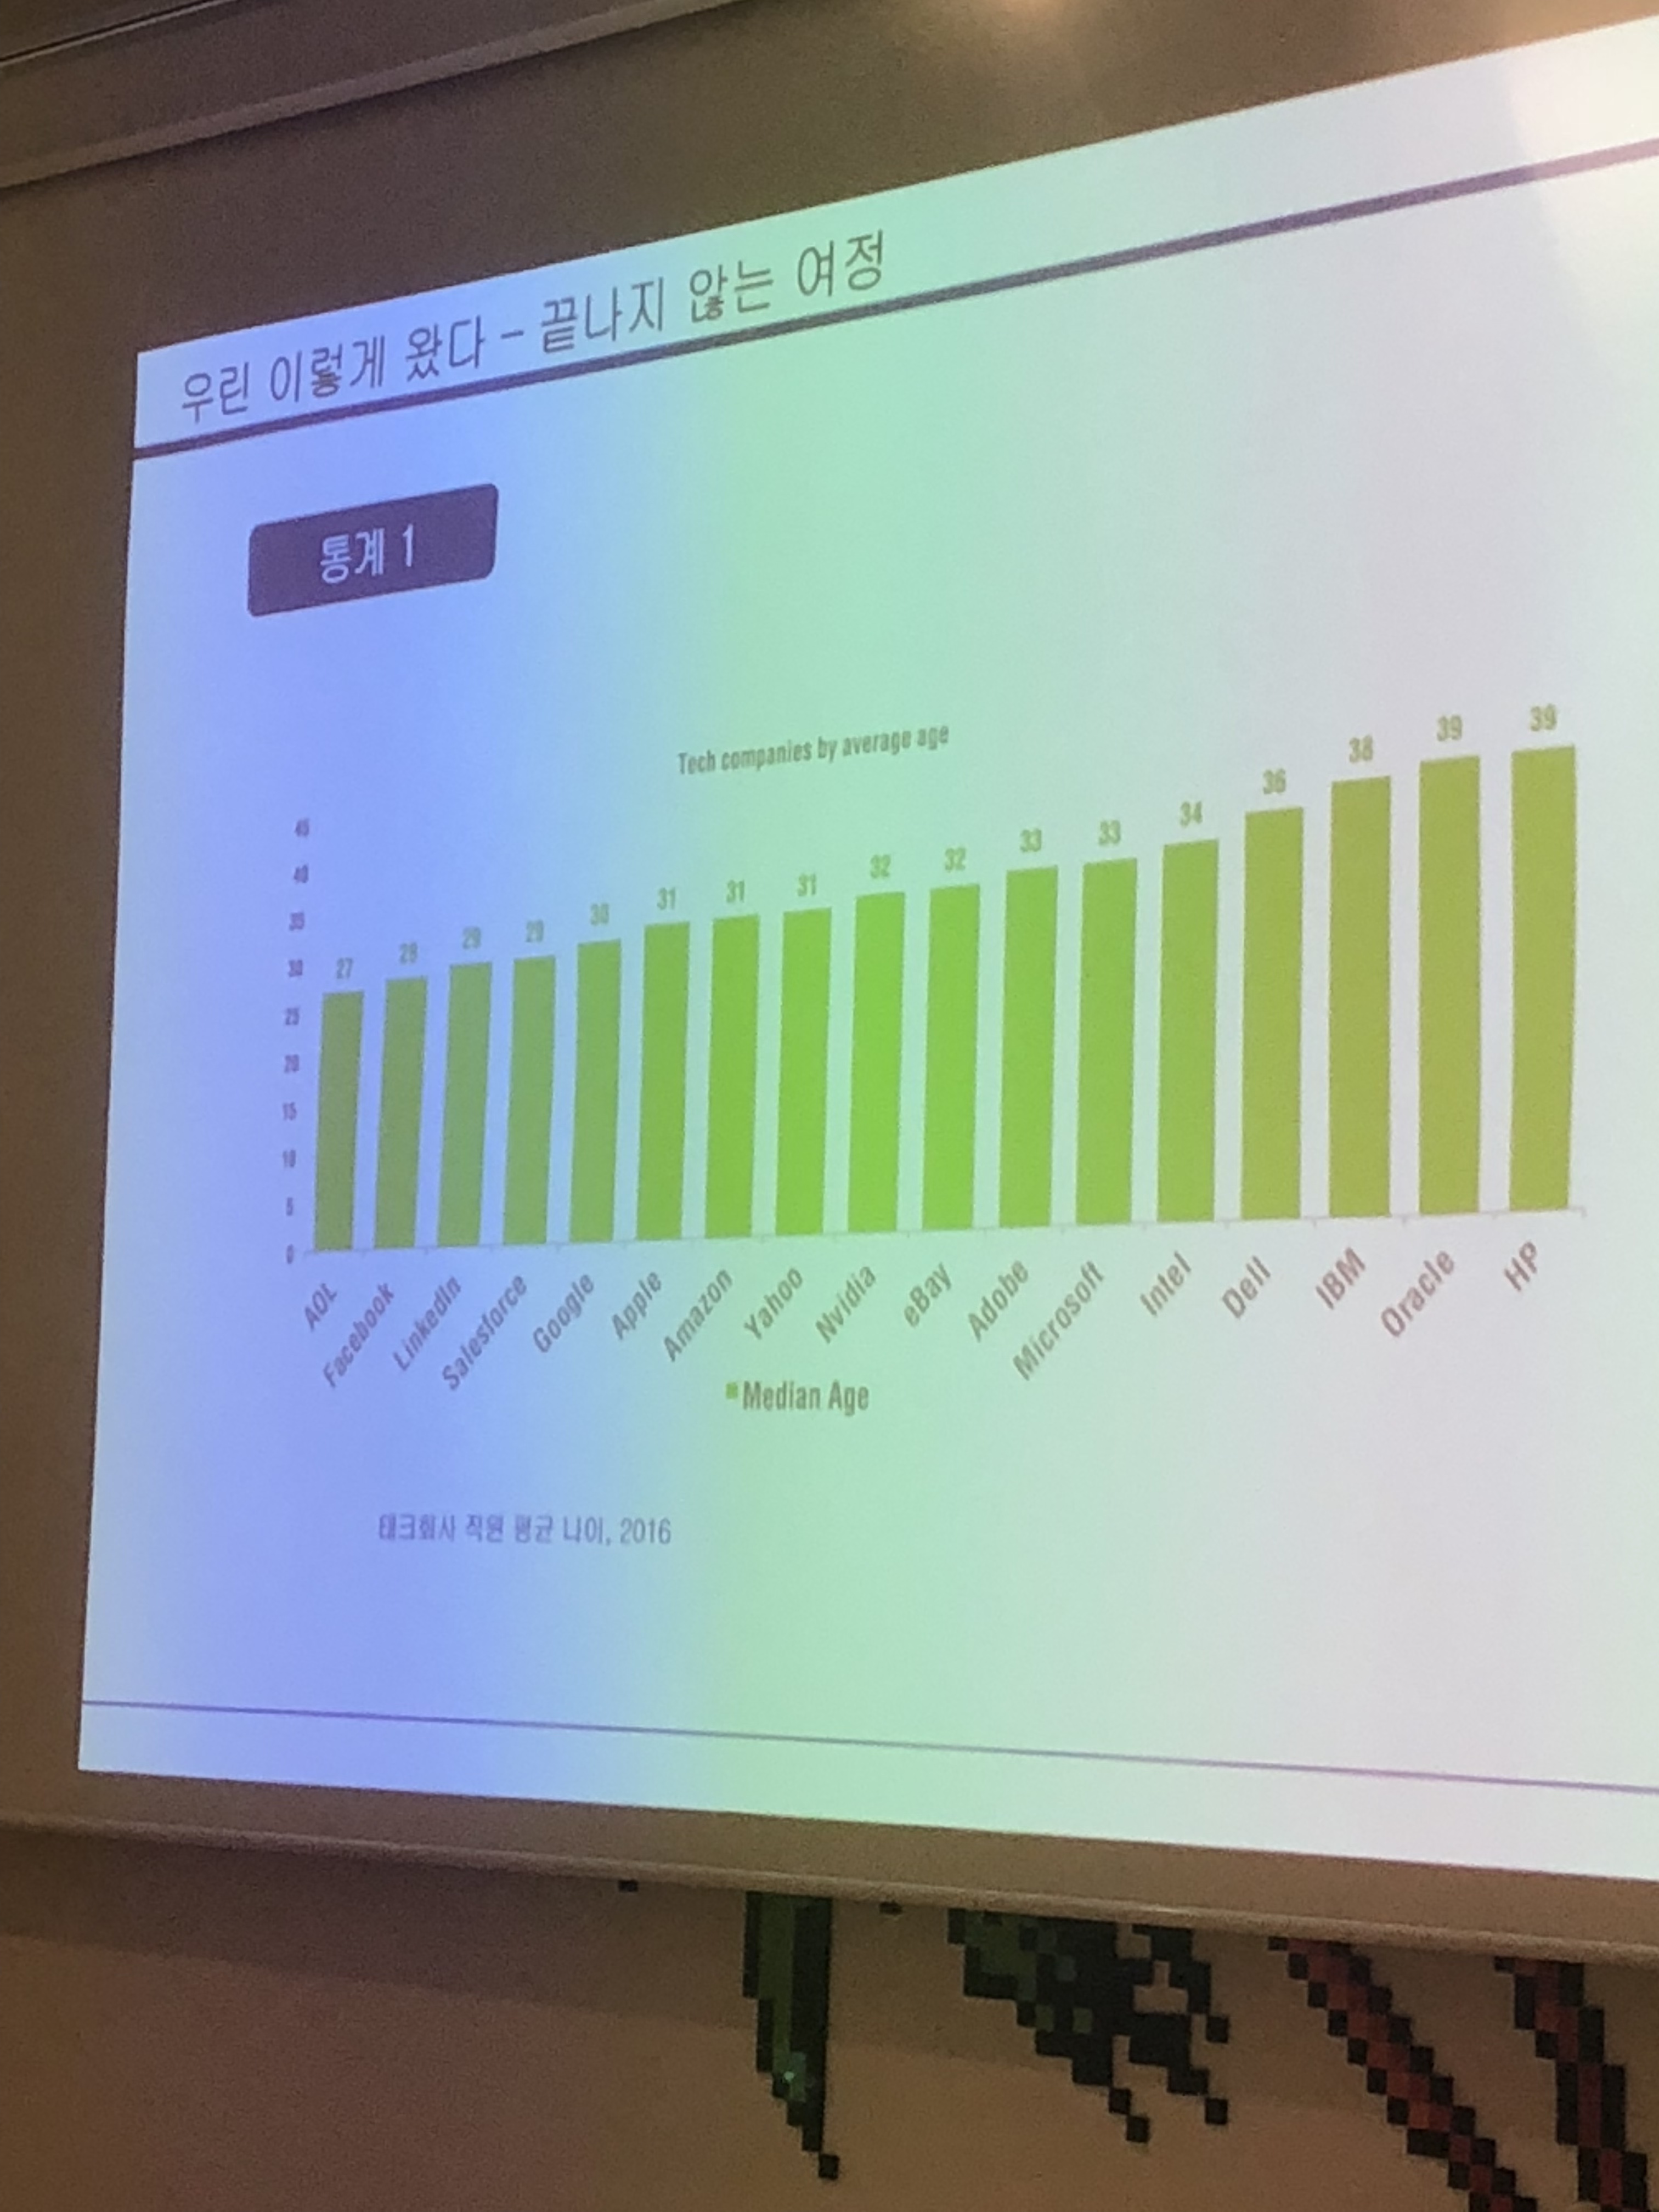 우린 이렇게 왔다 - 끝나지 않는 여정
통계 1
Tech companies by average age
45
40
35
30
25
20
15
10
5
0
27 28 29 29 30 31 31 31 32 32 33 33 34 36 38 39 39
AOL Facebook LinkedIn Salesforce Google Apple Amazon Yahoo Nvidia eBay Adobe Microsoft Intel Dell IBM Oracle HP
Median Age
테크회사 직원 평균 나이, 2016